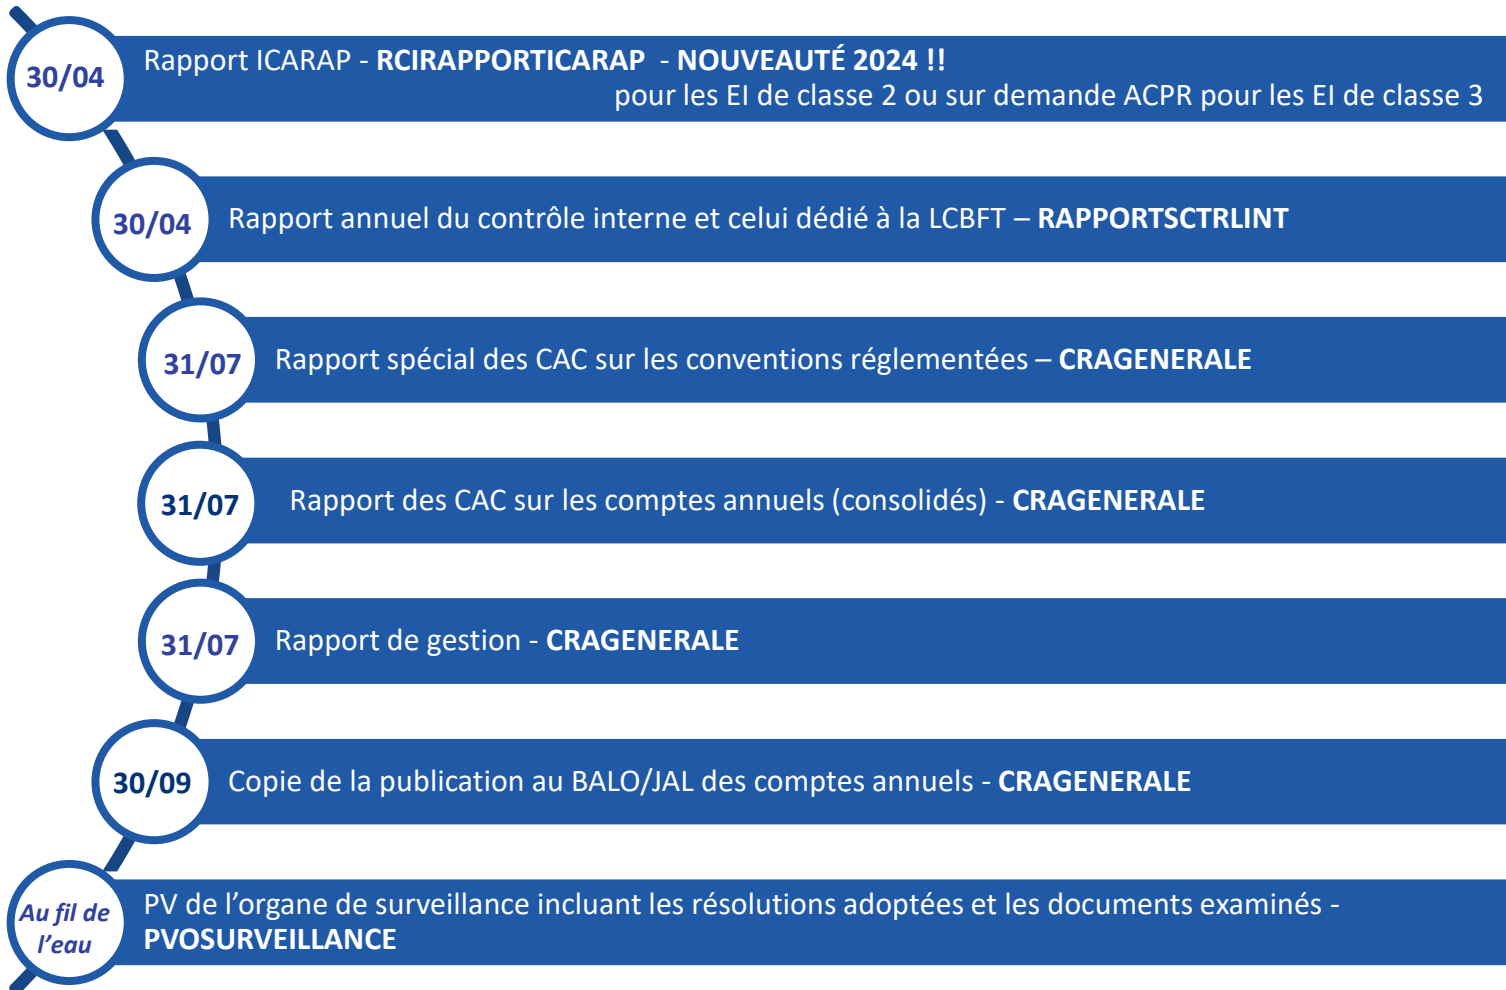 30/04
Rapport ICARAP - RCIRAPPORTICARAP - NOUVEAUTÉ 2024 !!
pour les EI de classe 2 ou sur demande ACPR pour les EI de classe 3
30/04
Rapport annuel du contrôle interne et celui dédié à la LCBFT – RAPPORTSCTRLINT
31/07
Rapport spécial des CAC sur les conventions réglementées – CRAGENERALE
31/07
Rapport des CAC sur les comptes annuels (consolidés) - CRAGENERALE
31/07
Rapport de gestion - CRAGENERALE
30/09
Copie de la publication au BALO/JAL des comptes annuels - CRAGENERALE
Au fil de
l’eau
PV de l’organe de surveillance incluant les résolutions adoptées et les documents examinés -
PVOSURVEILLANCE